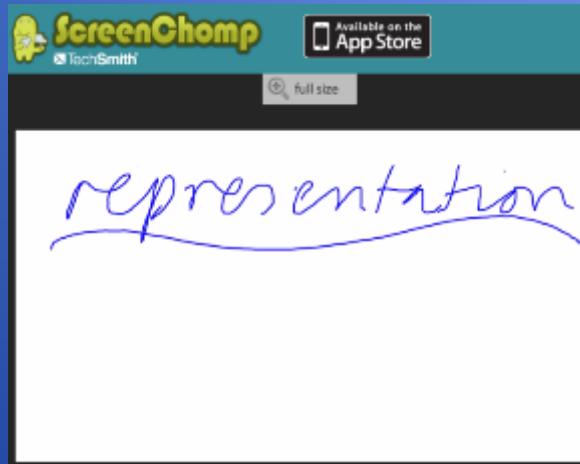 ScreenChomp
TechSmith
Available on the
App Store
full size
representation